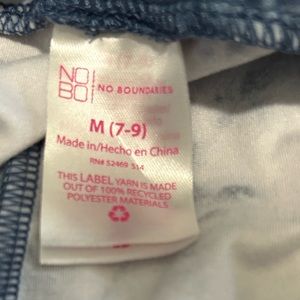 NO
BO
NO BOUNDARIES
M (7-9)
Made in/Hecho en China
RN# 52469 514
THIS LABEL YARN IS MADE
OUT OF 100% RECYCLED
POLYESTER MATERIALS